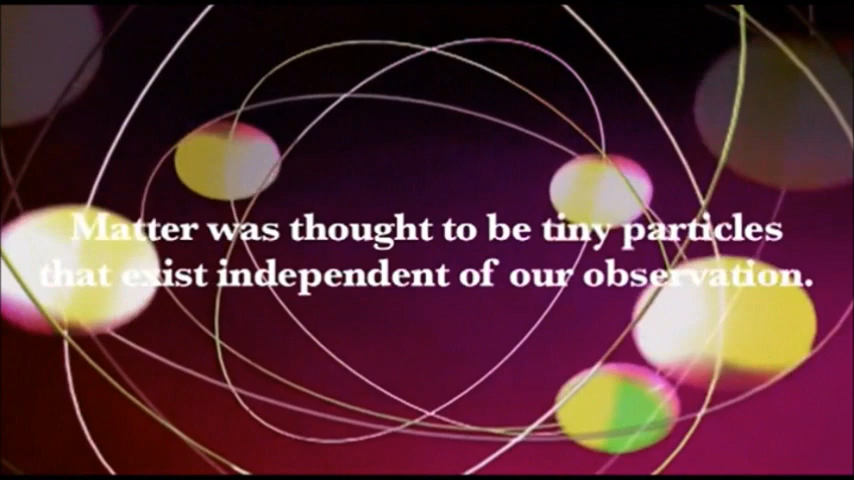 Matter was thought to be tiny particles
that exist independent of our observation.